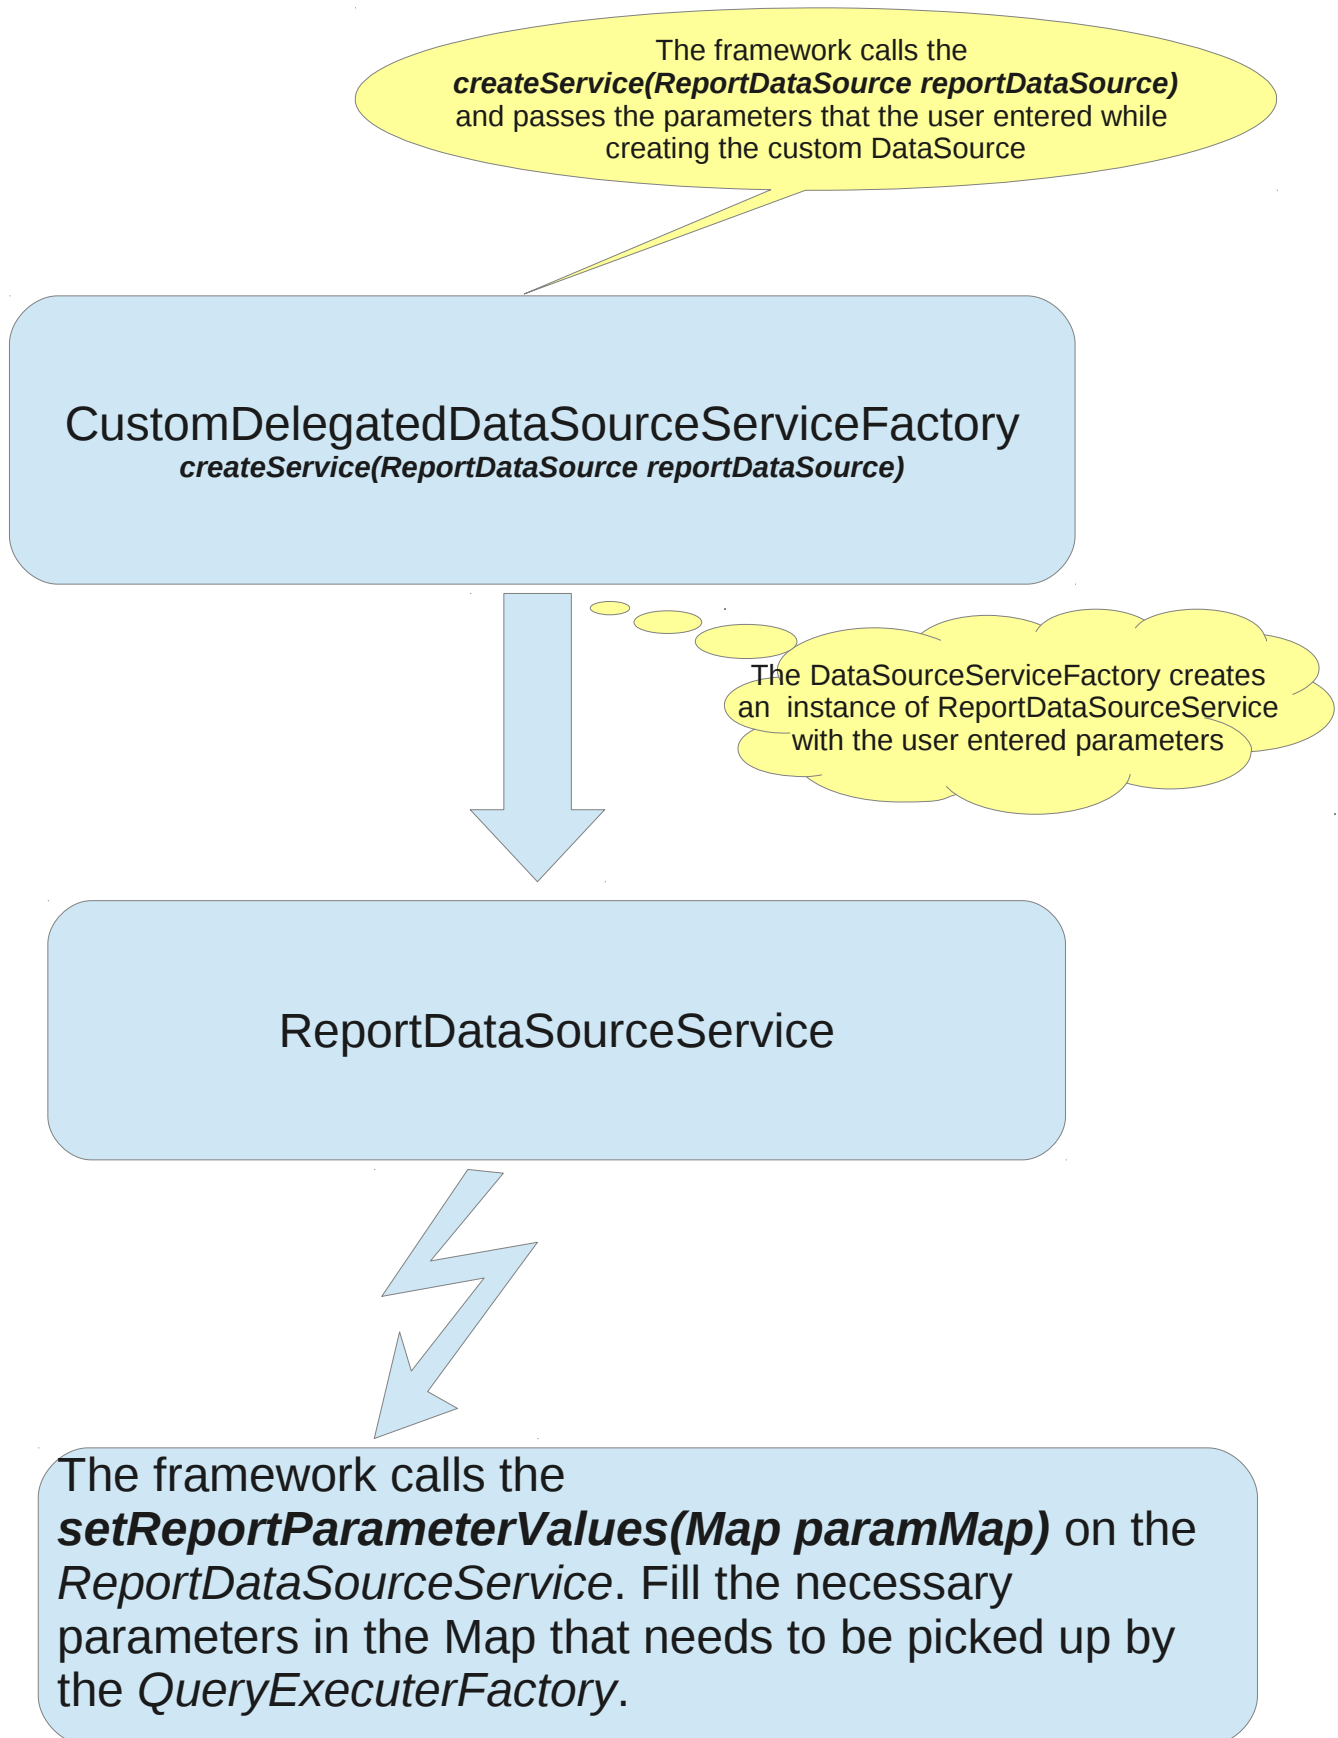 The framework calls the
createService(ReportDataSource reportDataSource)
and passes the parameters that the user entered while
creating the custom DataSource
CustomDelegatedDataSourceServiceFactory
createService(ReportDataSource reportDataSource)
The DataSourceServiceFactory creates
an  instance of ReportDataSourceService
with the user entered parameters
ReportDataSourceService
The framework calls the
setReportParameterValues(Map paramMap) on the
ReportDataSourceService. Fill the necessary
parameters in the Map that needs to be picked up by
the QueryExecuterFactory.